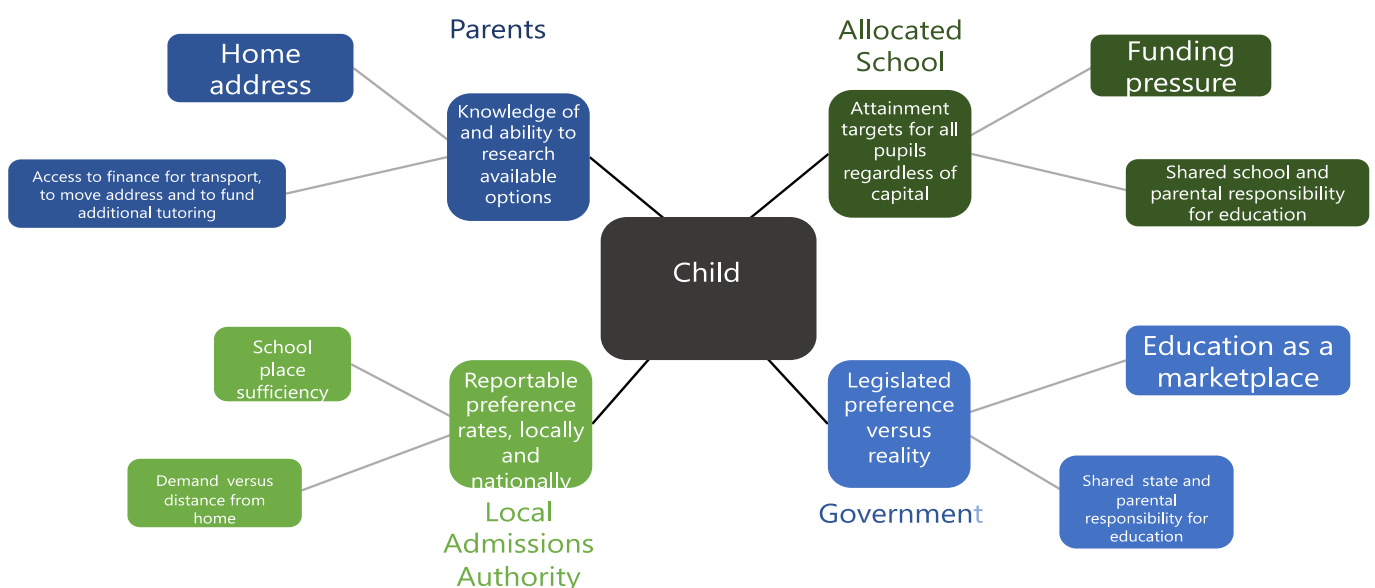 Parents
Home
address
Knowledge of
and ability to
research
available
options
Access to finance for transport,
to move address and to fund
additional tutoring
Allocated
School
Attainment
targets for all
pupils
regardless of
capital
Funding
pressure
Shared school and
parental responsibility
for education
Child
School
place
sufficiency
Reportable
preference
rates, locally
and
nationally
Demand versus
distance from
home
Local
Admissions
Authority
Legislated
preference
versus
reality
Government
Education as a
marketplace
Shared state and
parental
responsibility for
education